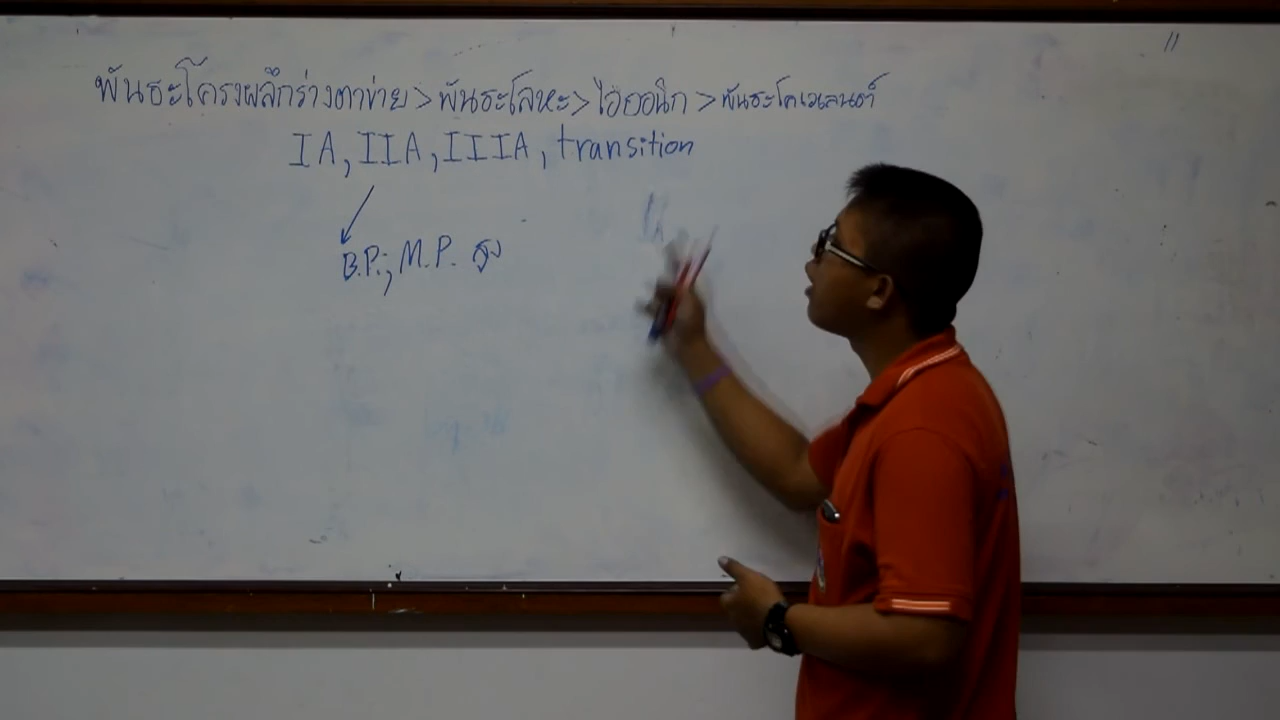 พันธะโครงผลึกร่างตาข่าย > พันธะโลหะ > ไอออนิก > พันธะโคเวเลนต์
IA, IIA, IIIA, transition
B.P.; M.P. สูง